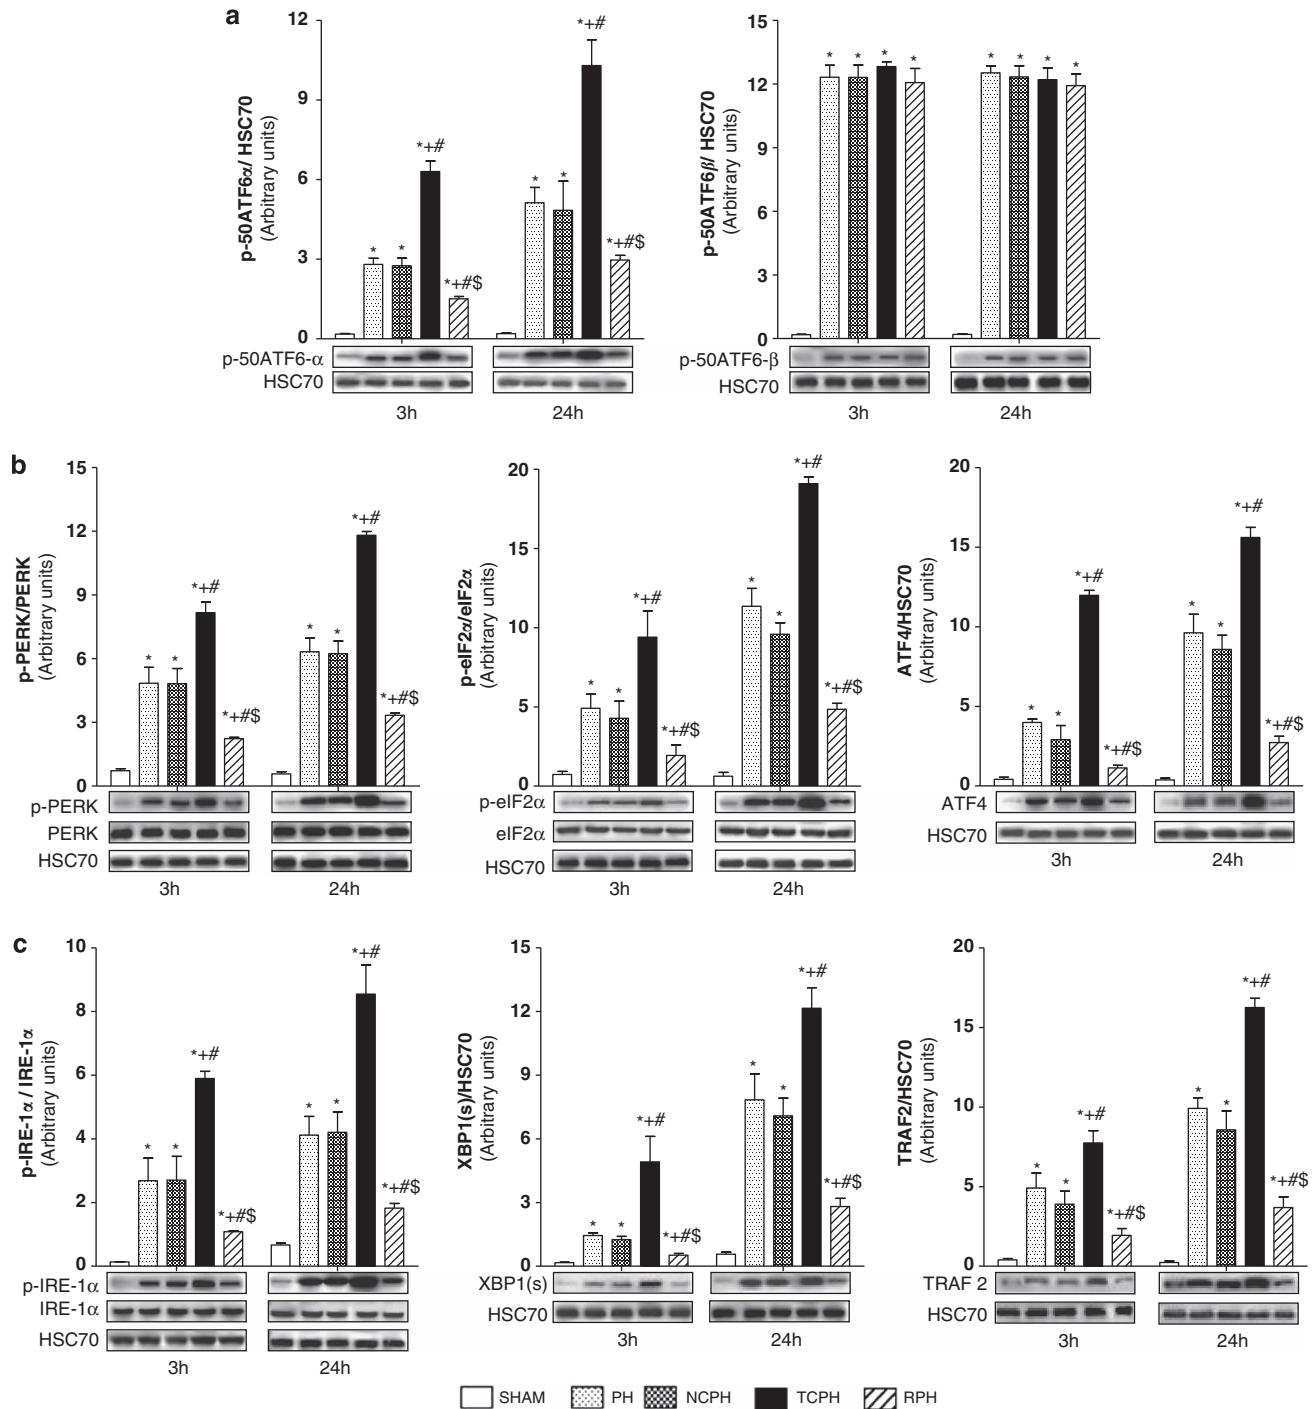 a
p-50ATF6α/ HSC70
(Arbitrary units)
12
9
6
3
0
*
*
*+#
*+#$
*
*
*+#
*+#$
p-50ATF6-α
HSC70
3h
24h
p-50ATF6β/ HSC70
(Arbitrary units)
15
12
9
6
3
0
*
*
*
*
*
*
*
*
p-50ATF6-β
HSC70
3h
24h
b
p-PERK/PERK
(Arbitrary units)
15
12
9
6
3
0
*
*
*+#
*+#$
*
*
*+#
*+#$
p-PERK
PERK
HSC70
3h
24h
p-eIF2α/eIF2α
(Arbitrary units)
20
15
10
5
0
*
*
*+#
*+#$
*
*
*+#
*+#$
p-eIF2α
eIF2α
HSC70
3h
24h
ATF4/HSC70
(Arbitrary units)
20
15
10
5
0
*
*
*+#
*+#$
*
*
*+#
*+#$
ATF4
HSC70
3h
24h
c
p-IRE-1α / IRE-1α
(Arbitrary units)
10
8
6
4
2
0
*
*
*+#
*+#$
*
*
*+#
*+#$
p-IRE-1α
IRE-1α
HSC70
3h
24h
XBP1(s)/HSC70
(Arbitrary units)
15
12
9
6
3
0
*
*
*+#
*+#$
*
*
*+#
*+#$
XBP1(s)
HSC70
3h
24h
TRAF2/HSC70
(Arbitrary units)
20
15
10
5
0
*
*
*+#
*+#$
*
*
*+#
*+#$
TRAF 2
HSC70
3h
24h
SHAM PH NCPH TCPH RPH